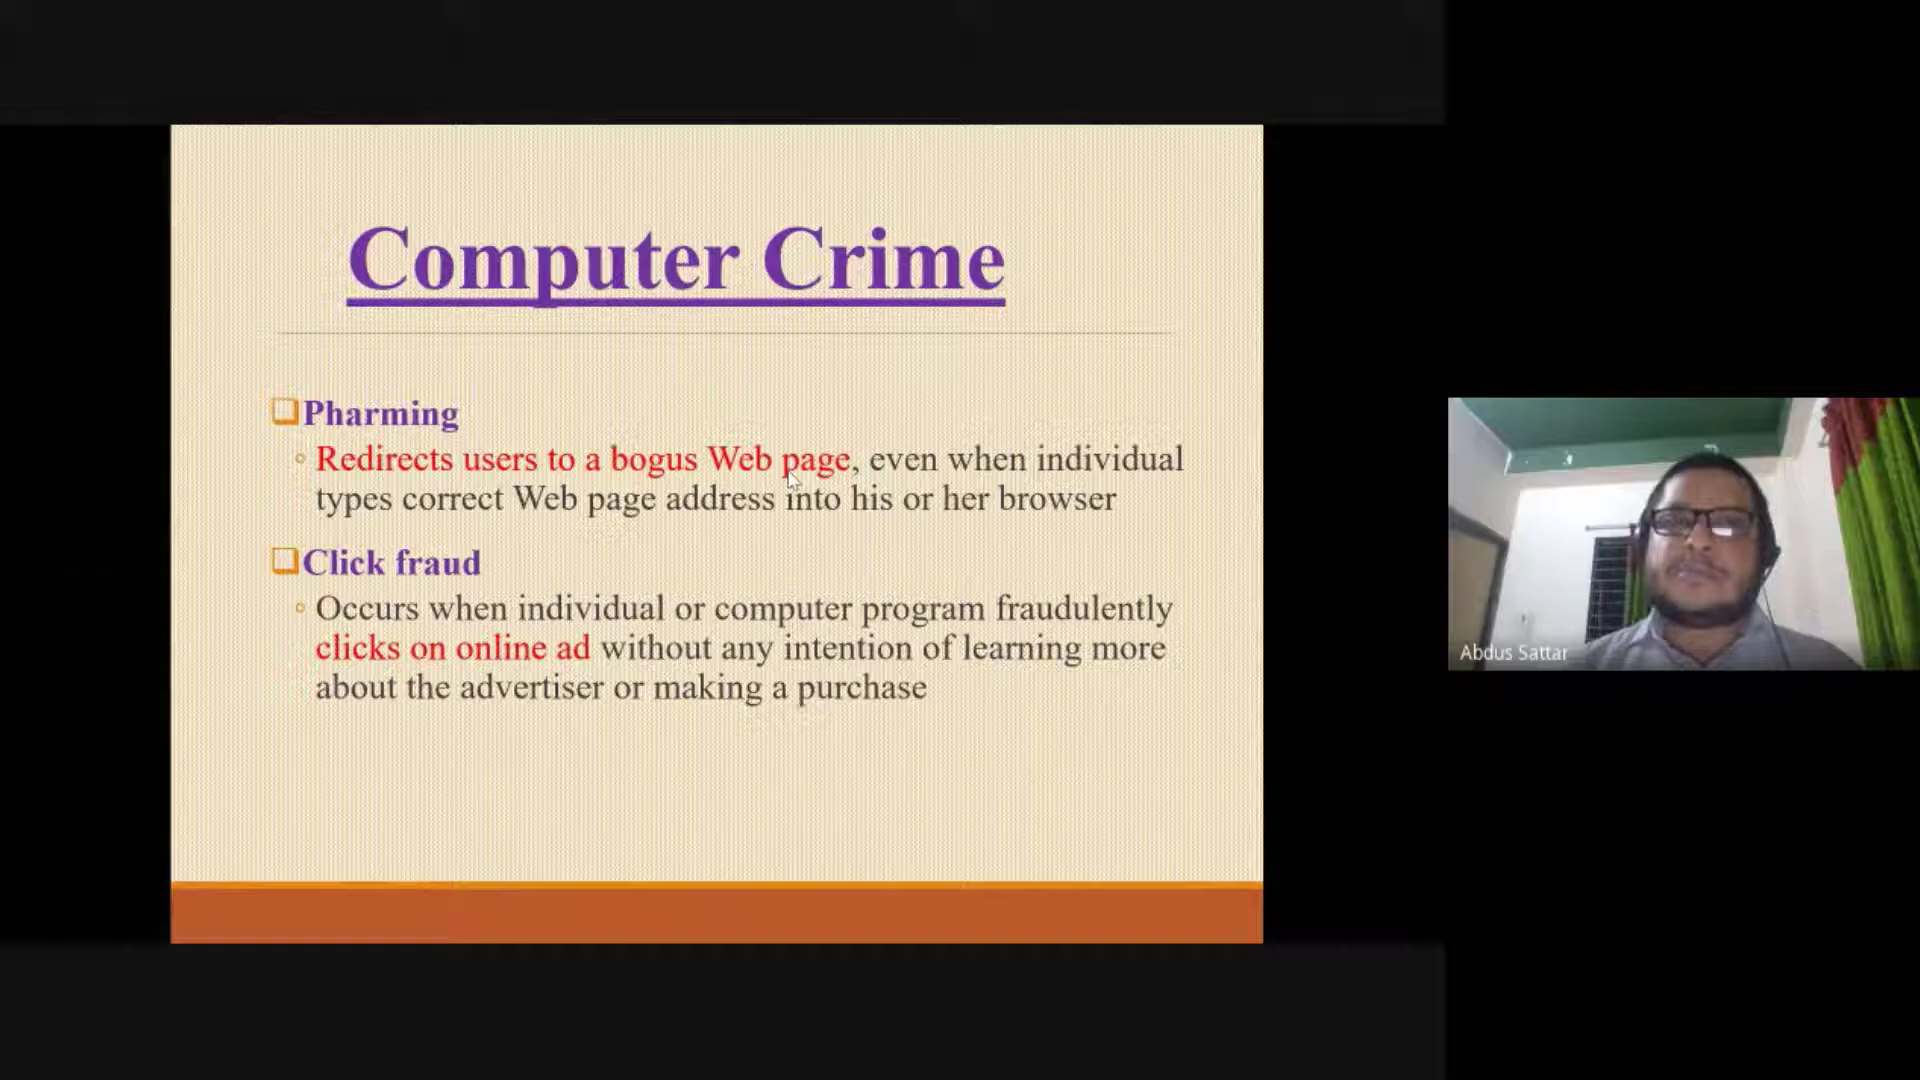 Computer Crime
Pharming
Redirects users to a bogus Web page, even when individual
types correct Web page address into his or her browser
Click fraud
Occurs when individual or computer program fraudulently
clicks on online ad without any intention of learning more
about the advertiser or making a purchase
Abdus Sattar